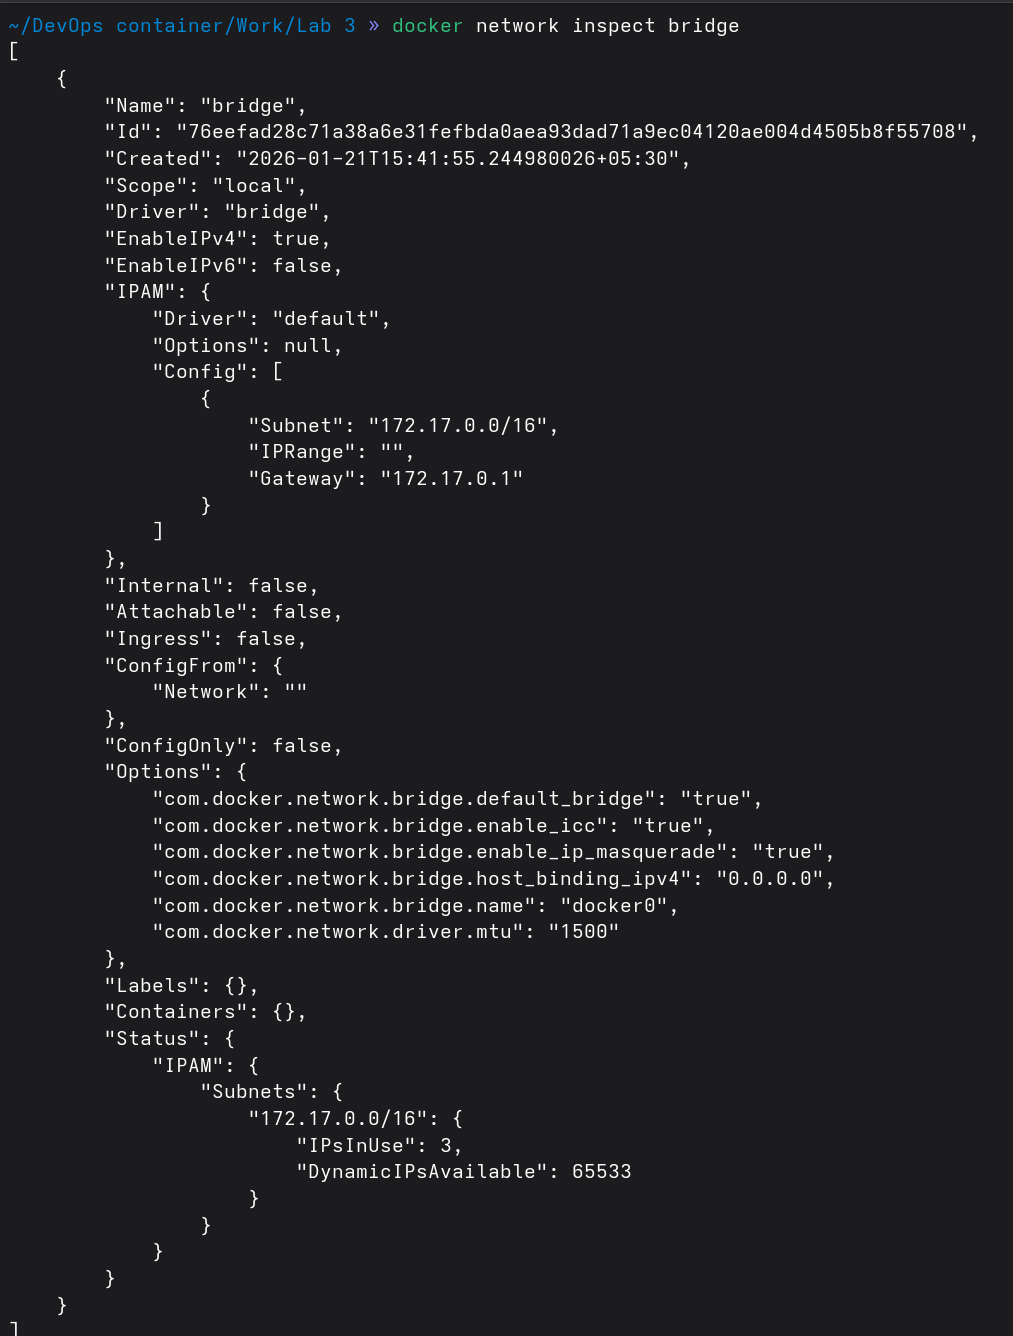 ~/DevOps container/Work/Lab 3 » docker network inspect bridge
[
    {
        "Name": "bridge",
        "Id": "76eefad28c71a38a6e31fefbda0aea93dad71a9ec04120ae004d4505b8f55708",
        "Created": "2026-01-21T15:41:55.244980026+05:30",
        "Scope": "local",
        "Driver": "bridge",
        "EnableIPv4": true,
        "EnableIPv6": false,
        "IPAM": {
            "Driver": "default",
            "Options": null,
            "Config": [
                {
                    "Subnet": "172.17.0.0/16",
                    "IPRange": "",
                    "Gateway": "172.17.0.1"
                }
            ]
        },
        "Internal": false,
        "Attachable": false,
        "Ingress": false,
        "ConfigFrom": {
            "Network": ""
        },
        "ConfigOnly": false,
        "Options": {
            "com.docker.network.bridge.default_bridge": "true",
            "com.docker.network.bridge.enable_icc": "true",
            "com.docker.network.bridge.enable_ip_masquerade": "true",
            "com.docker.network.bridge.host_binding_ipv4": "0.0.0.0",
            "com.docker.network.bridge.name": "docker0",
            "com.docker.network.driver.mtu": "1500"
        },
        "Labels": {},
        "Containers": {},
        "Status": {
            "IPAM": {
                "Subnets": {
                    "172.17.0.0/16": {
                        "IPsInUse": 3,
                        "DynamicIPsAvailable": 65533
                    }
                }
            }
        }
    }
]